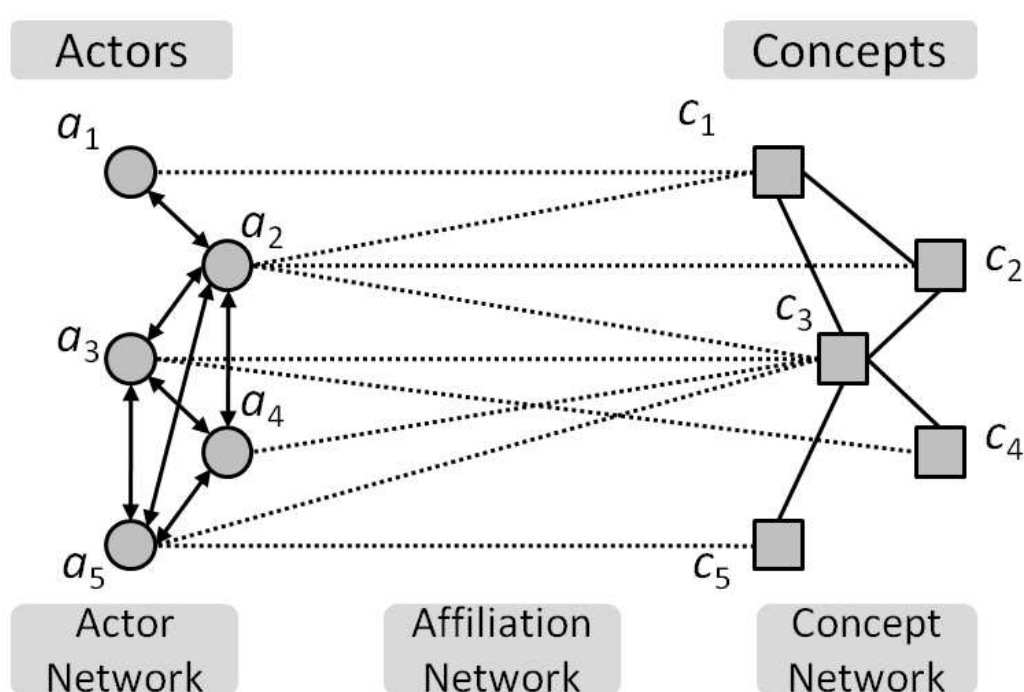 Actors
Concepts
a1
c1
a2
c2
a3
c3
a4
c4
a5
c5
Actor
Network
Affiliation
Network
Concept
Network